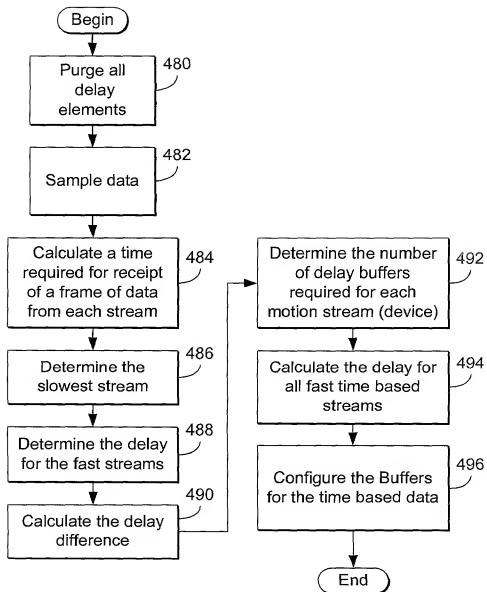 Begin
Purge all
delay
elements
480
Sample data
482
Calculate a time
required for receipt
of a frame of data
from each stream
484
Determine the
slowest stream
486
Determine the delay
for the fast streams
488
Calculate the delay
difference
490
Determine the number
of delay buffers
required for each
motion stream (device)
492
Calculate the delay for
all fast time based
streams
494
Configure the Buffers
for the time based data
496
End